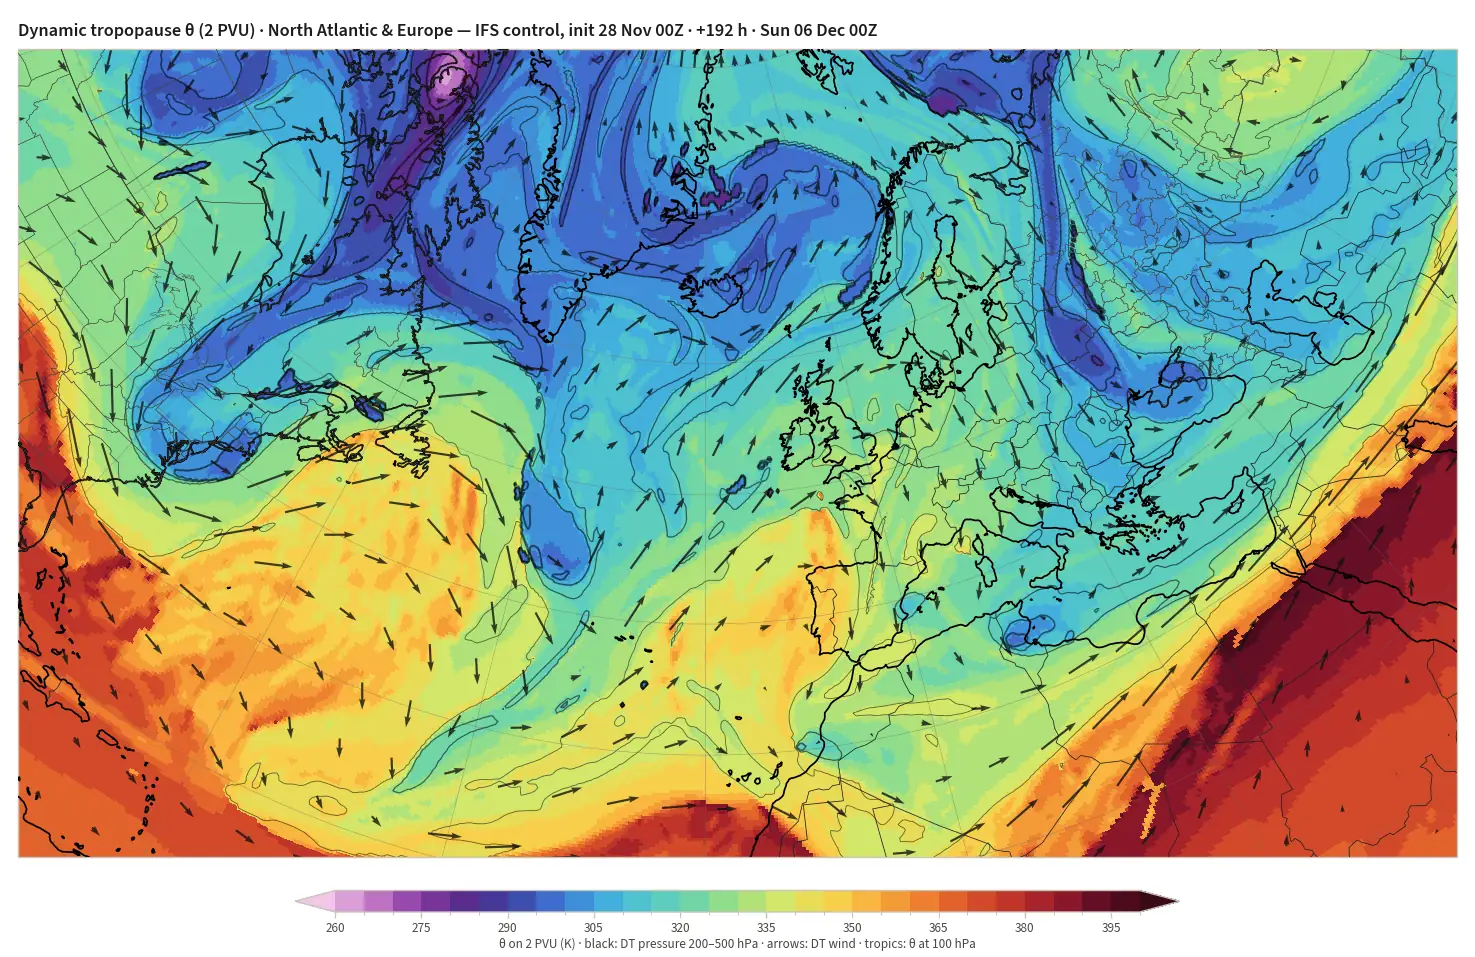 Dynamic tropopause θ (2 PVU) · North Atlantic & Europe — IFS control, init 28 Nov 00Z · +192 h · Sun 06 Dec 00Z
260 275 290 305 320 335 350 365 380 395
θ on 2 PVU (K) · black: DT pressure 200–500 hPa · arrows: DT wind · tropics: θ at 100 hPa